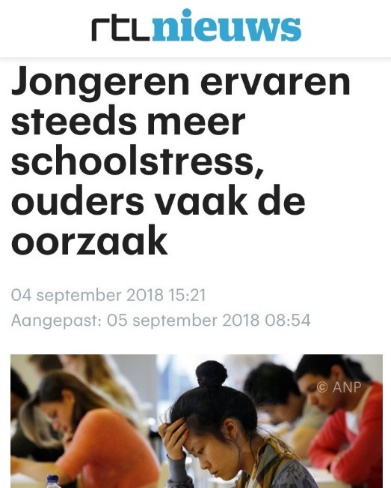 rtlnieuws
Jongeren ervaren
steeds meer
schoolstress,
ouders vaak de
oorzaak
04 september 2018 15:21
Aangepast: 05 september 2018 08:54
© ANP